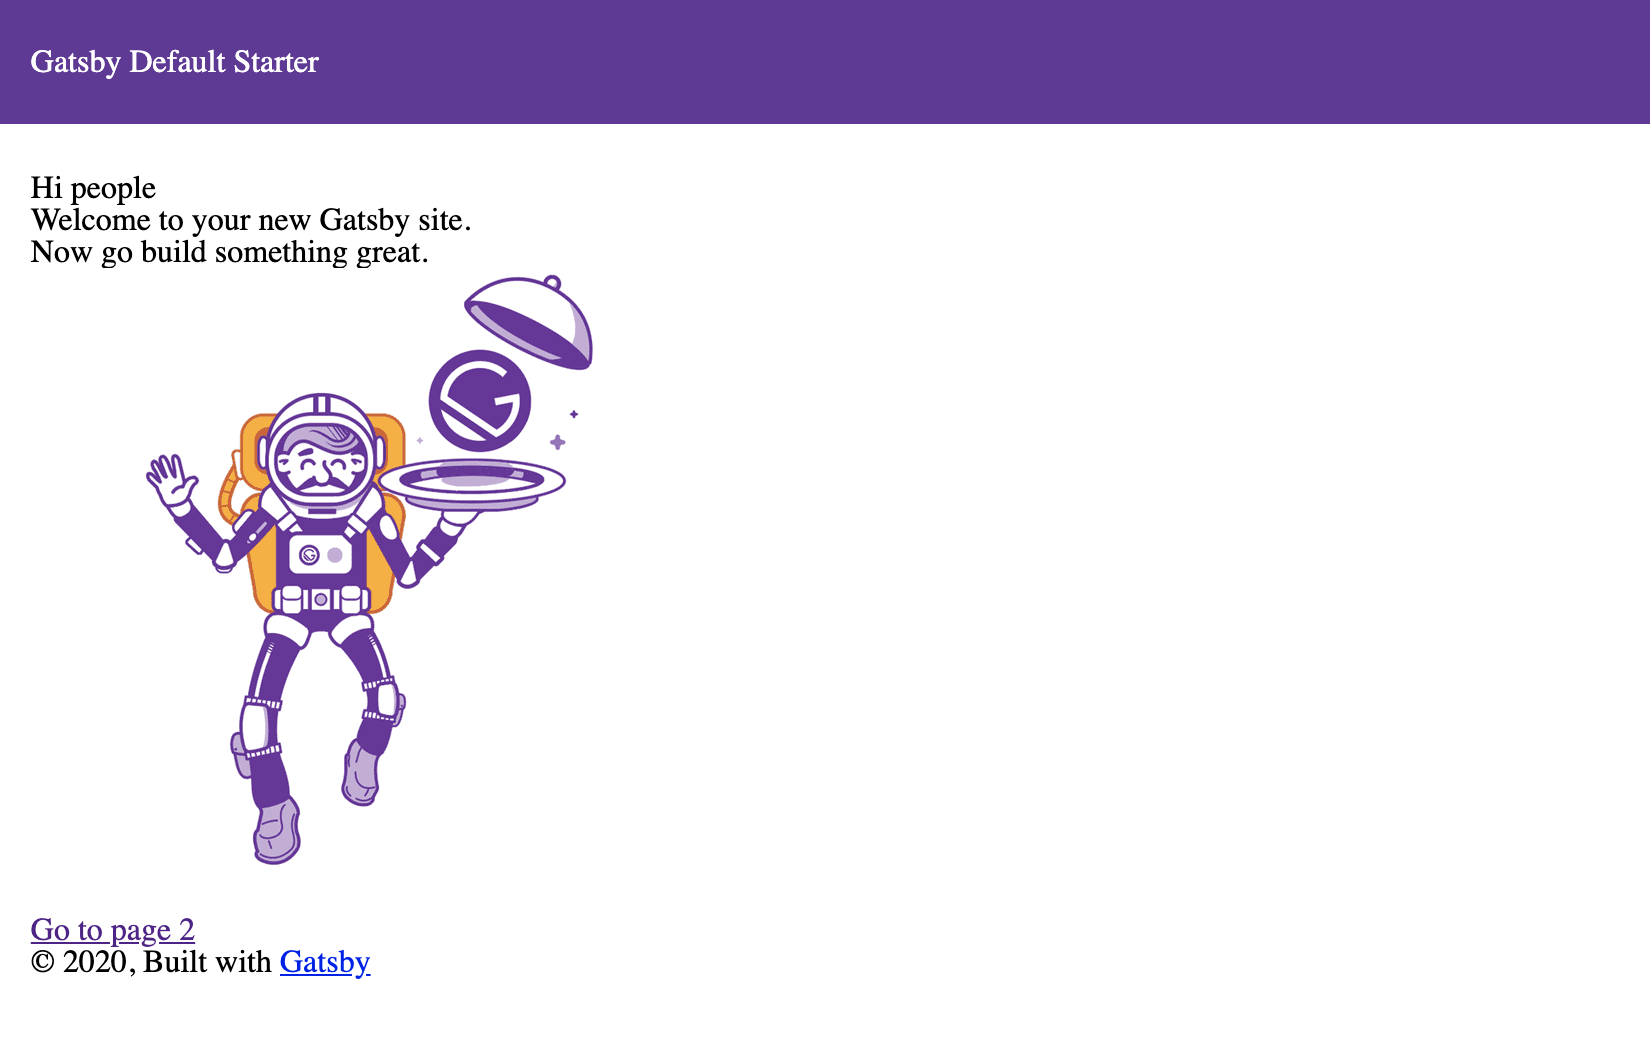 Gatsby Default Starter
Hi people
Welcome to your new Gatsby site.
Now go build something great.
Go to page 2
© 2020, Built with Gatsby